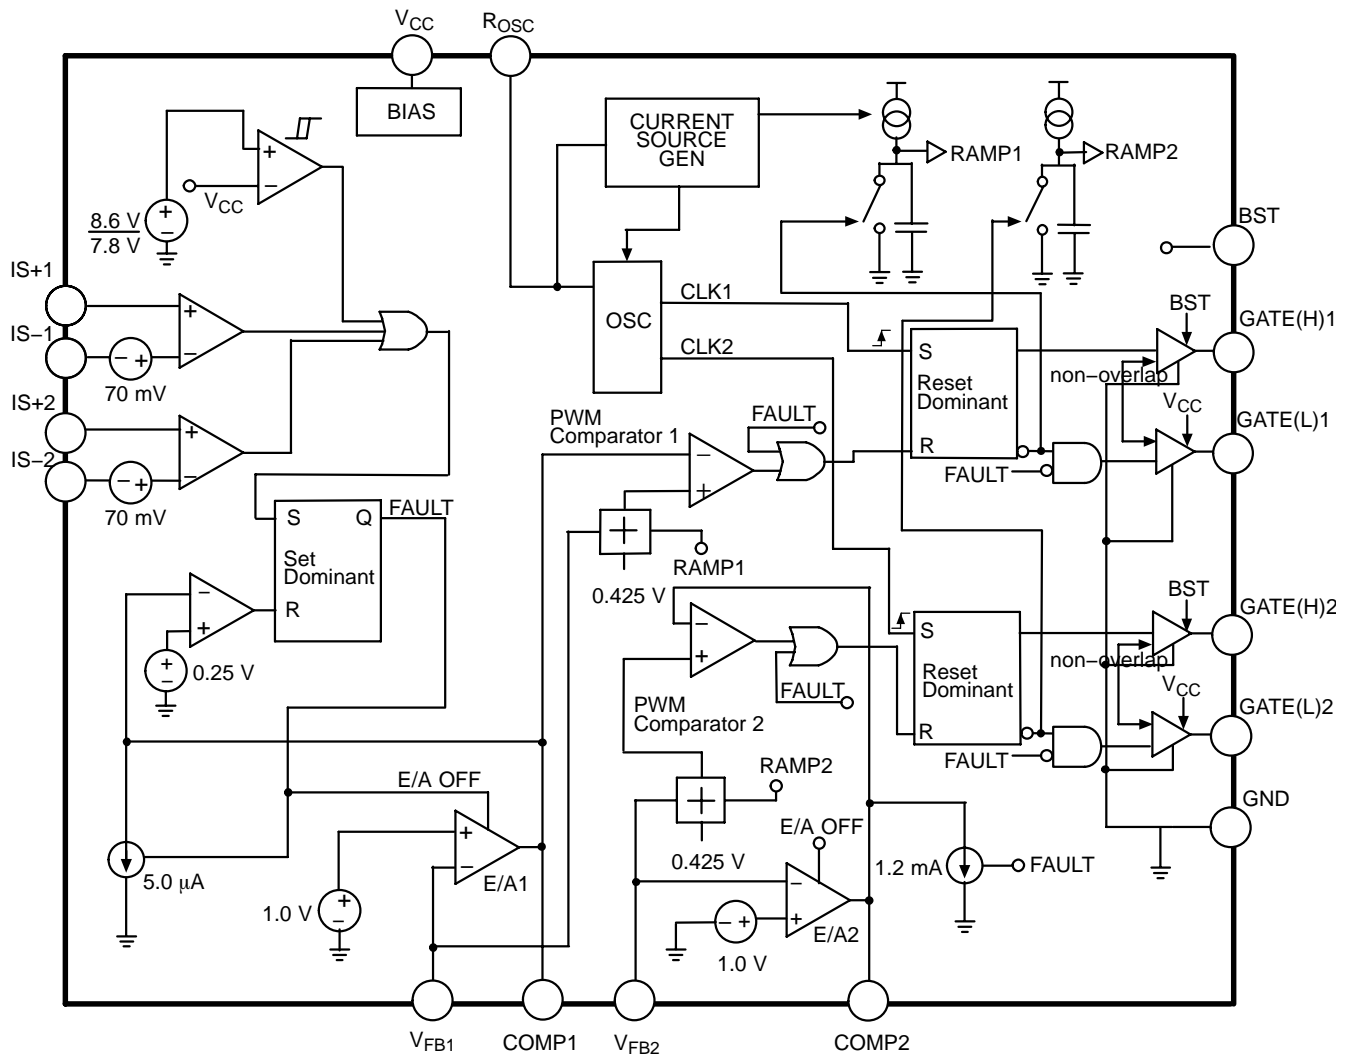 VCC
ROSC
BIAS
CURRENT
SOURCE
GEN
RAMP1
RAMP2
+
−
VCC
8.6 V
7.8 V
+
−
BST
IS+1
IS−1
+
−
− +
70 mV
OSC
CLK1
CLK2
S
Reset
Dominant
R
BST
GATE(H)1
non−overlap
VCC
GATE(L)1
FAULT
IS+2
IS−2
+
−
− +
70 mV
PWM
Comparator 1
FAULT
−
+
+
RAMP1
0.425 V
S Q
Set
Dominant
R
FAULT
−
+
+
−
0.25 V
−
+
FAULT
PWM
Comparator 2
S
Reset
Dominant
R
BST
GATE(H)2
non−overlap
VCC
GATE(L)2
FAULT
RAMP2
+
0.425 V
E/A OFF
+
−
E/A1
5.0 μA
1.0 V
+
−
E/A OFF
−
+
E/A2
− +
1.0 V
1.2 mA
FAULT
GND
VFB1
COMP1
VFB2
COMP2